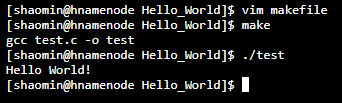 [shaomin@hnamenode Hello_World]$ vim makefile
[shaomin@hnamenode Hello_World]$ make
gcc test.c -o test
[shaomin@hnamenode Hello_World]$ ./test
Hello World!
[shaomin@hnamenode Hello_World]$